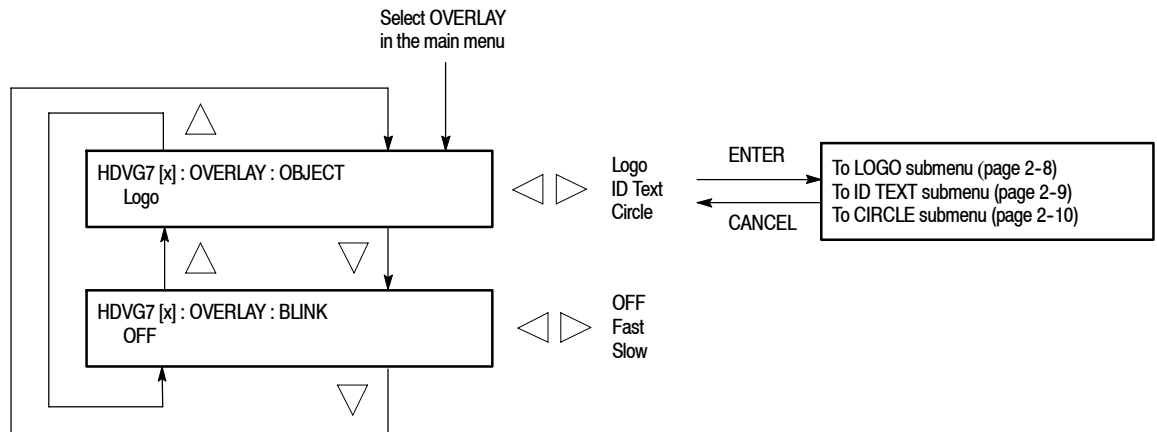 Select OVERLAY
in the main menu
HDVG7 [x] : OVERLAY : OBJECT
Logo
Logo
ID Text
Circle
ENTER
CANCEL
To LOGO submenu (page 2-8)
To ID TEXT submenu (page 2-9)
To CIRCLE submenu (page 2-10)
HDVG7 [x] : OVERLAY : BLINK
OFF
OFF
Fast
Slow